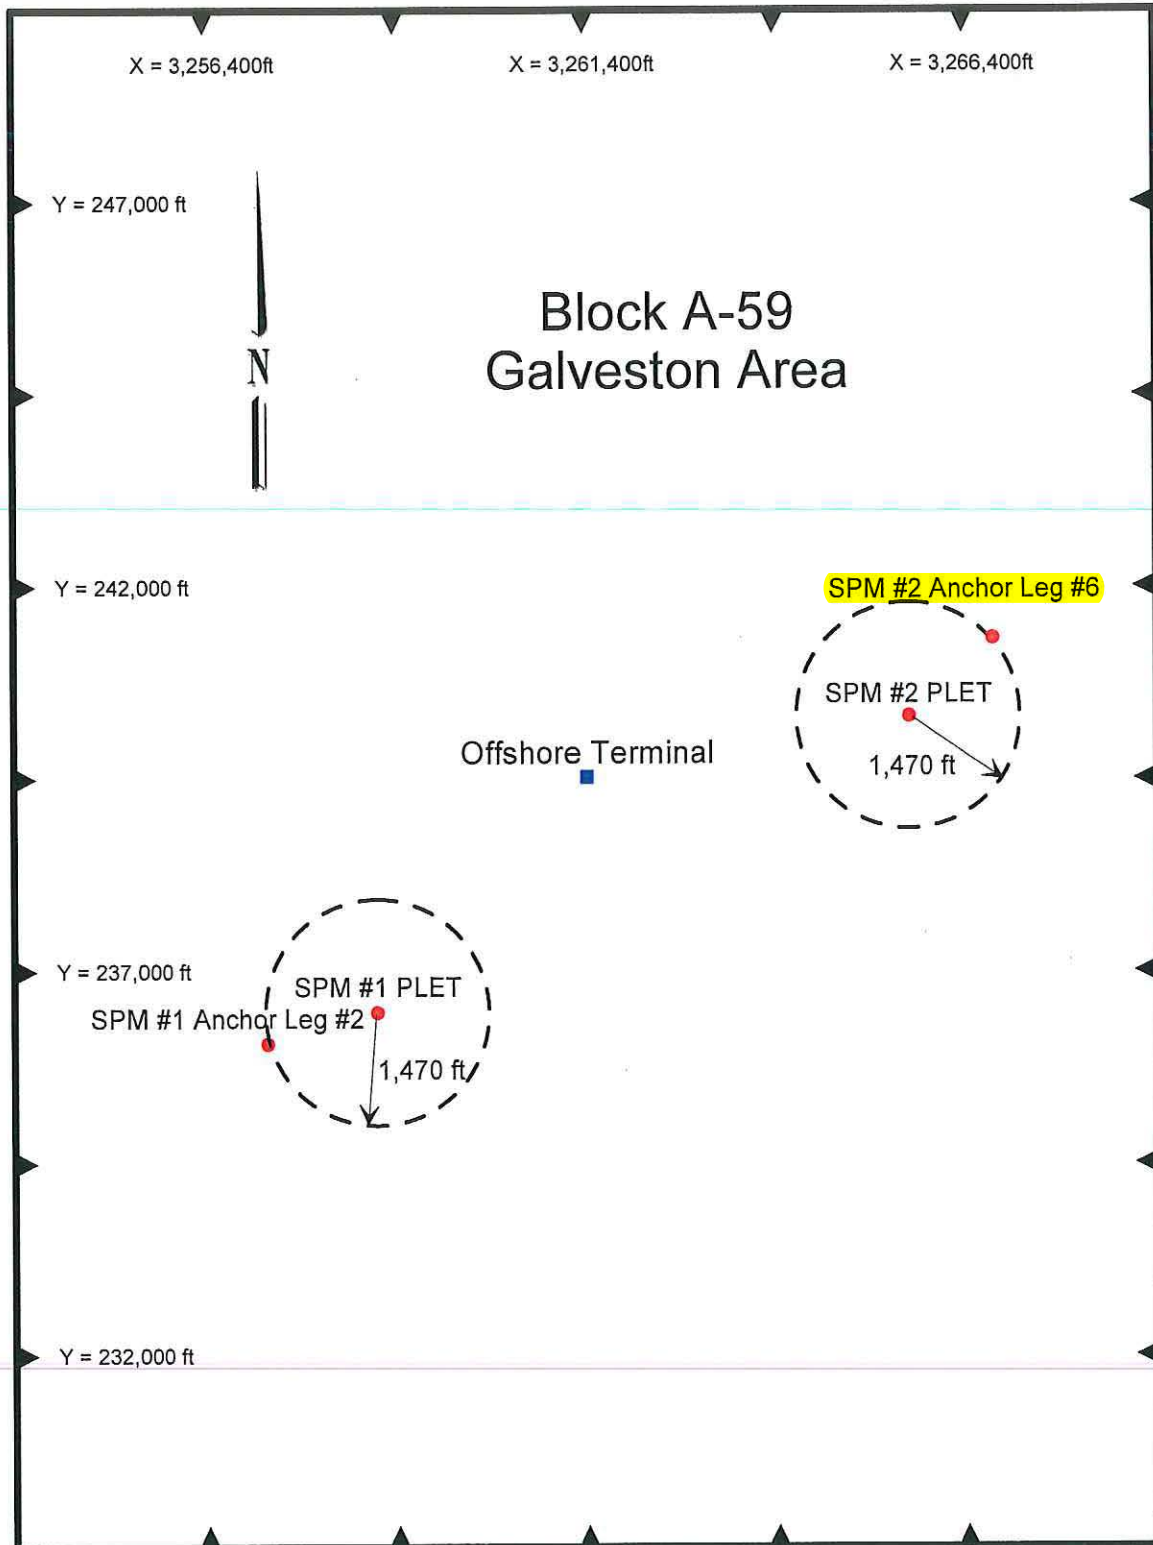 X = 3,256,400ft
X = 3,261,400ft
X = 3,266,400ft
Y = 247,000 ft
N
Block A-59
Galveston Area
Y = 242,000 ft
SPM #2 Anchor Leg #6
SPM #2 PLET
Offshore Terminal
1,470 ft
Y = 237,000 ft
SPM #1 PLET
SPM #1 Anchor Leg #2
1,470 ft
Y = 232,000 ft